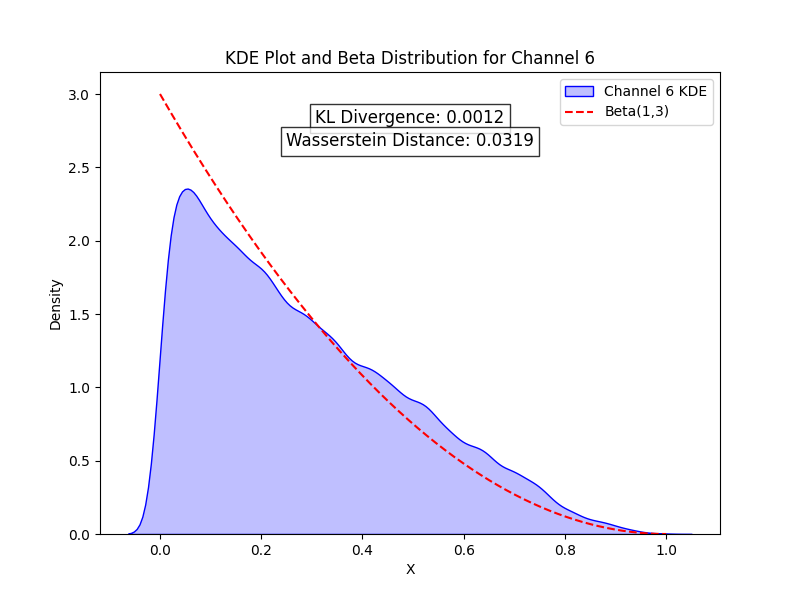 KDE Plot and Beta Distribution for Channel 6
KL Divergence: 0.0012
Wasserstein Distance: 0.0319
Channel 6 KDE
Beta(1,3)
Density
3.0
2.5
2.0
1.5
1.0
0.5
0.0
0.0 0.2 0.4 0.6 0.8 1.0
X